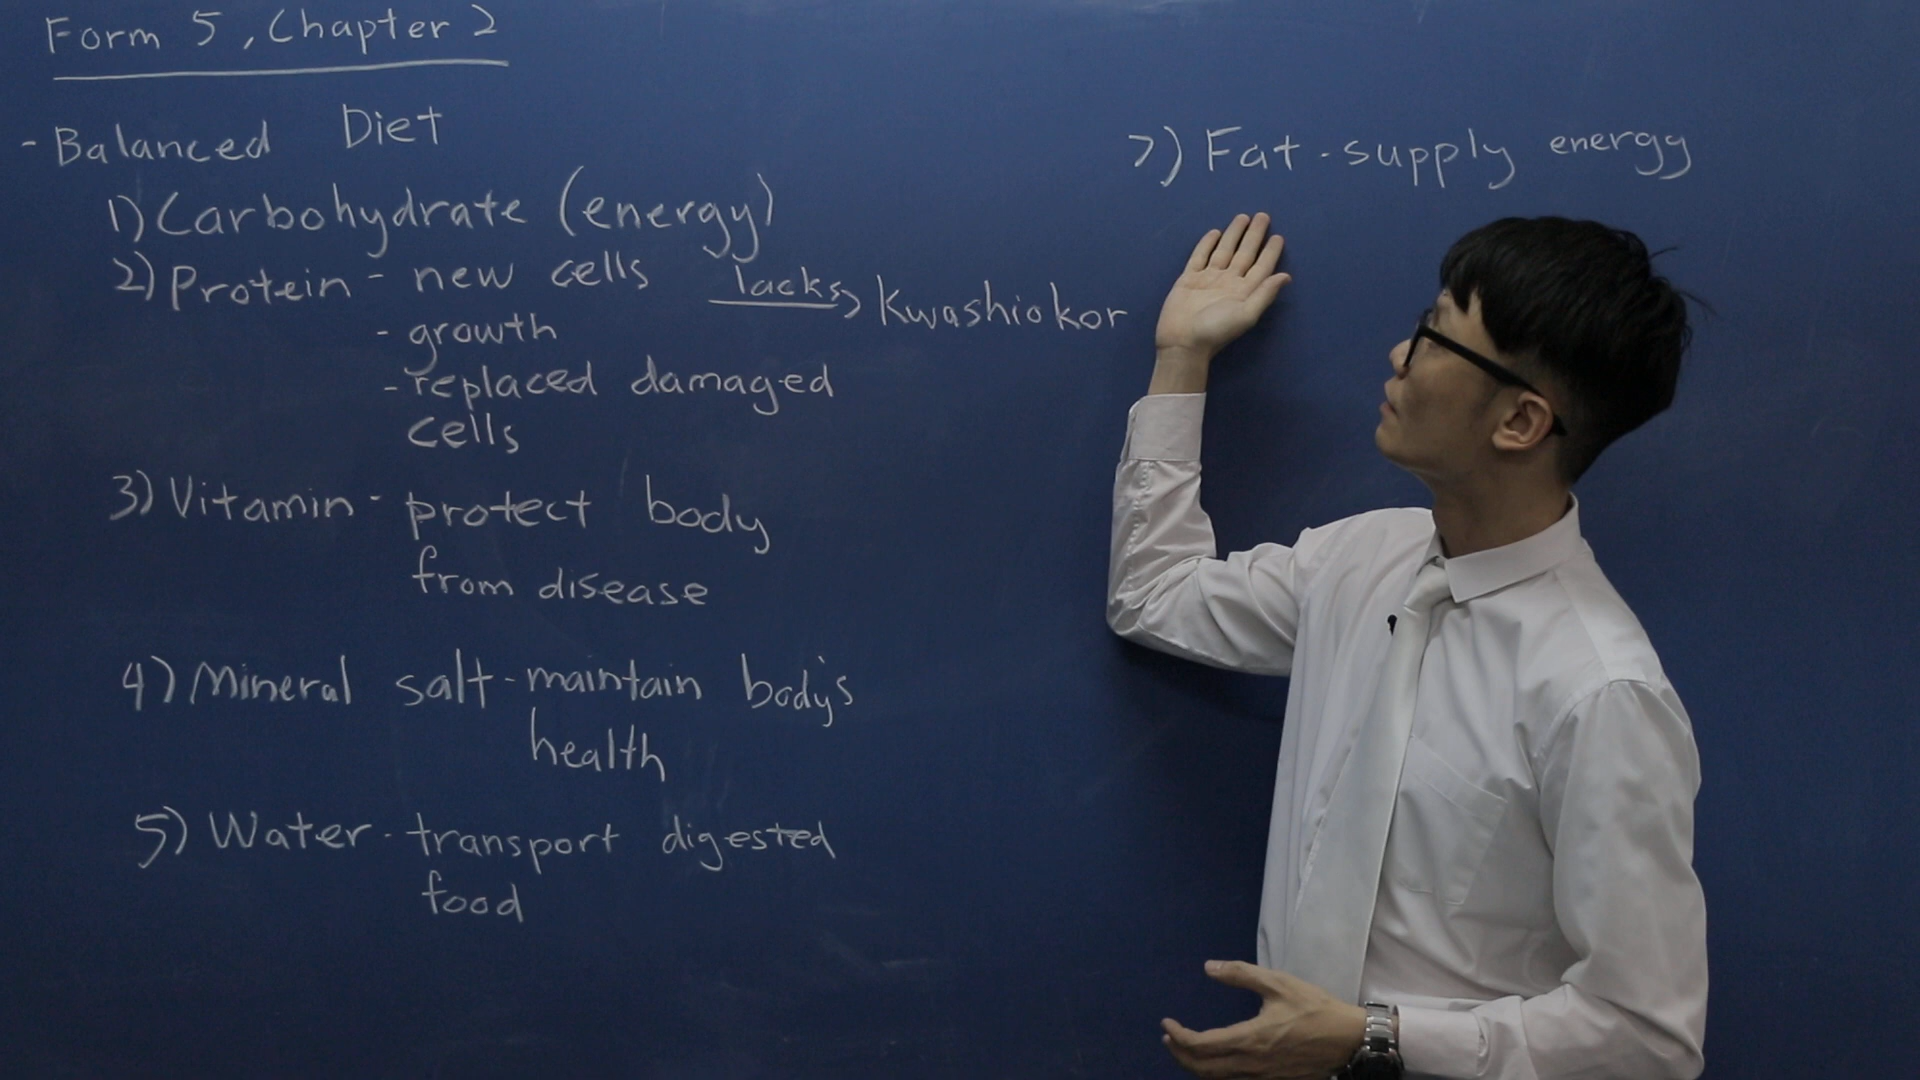 Form 5, Chapter 2
- Balanced Diet
1) Carbohydrate (energy)
2) Protein - new cells lacks> Kwashiokor
- growth
- replaced damaged
cells
3) Vitamin - protect body
from disease
4) Mineral salt - maintain body's
health
5) Water - transport digested
food
7) Fat - supply energy